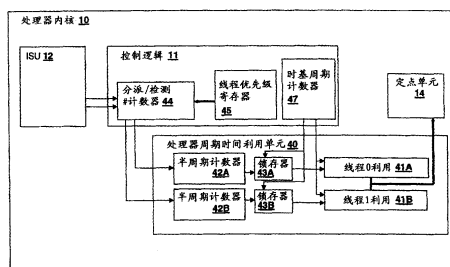 处理器内核 10
ISU 12
控制逻辑 11
分派/检测
#计数器
44
线程优先级
寄存器
45
时基周期
计数器
47
定点单元
14
处理器周期时间利用单元 40
半周期计数器
42A
锁存器
43A
线程0利用 41A
半周期计数器
42B
锁存器
43B
线程1利用 41B